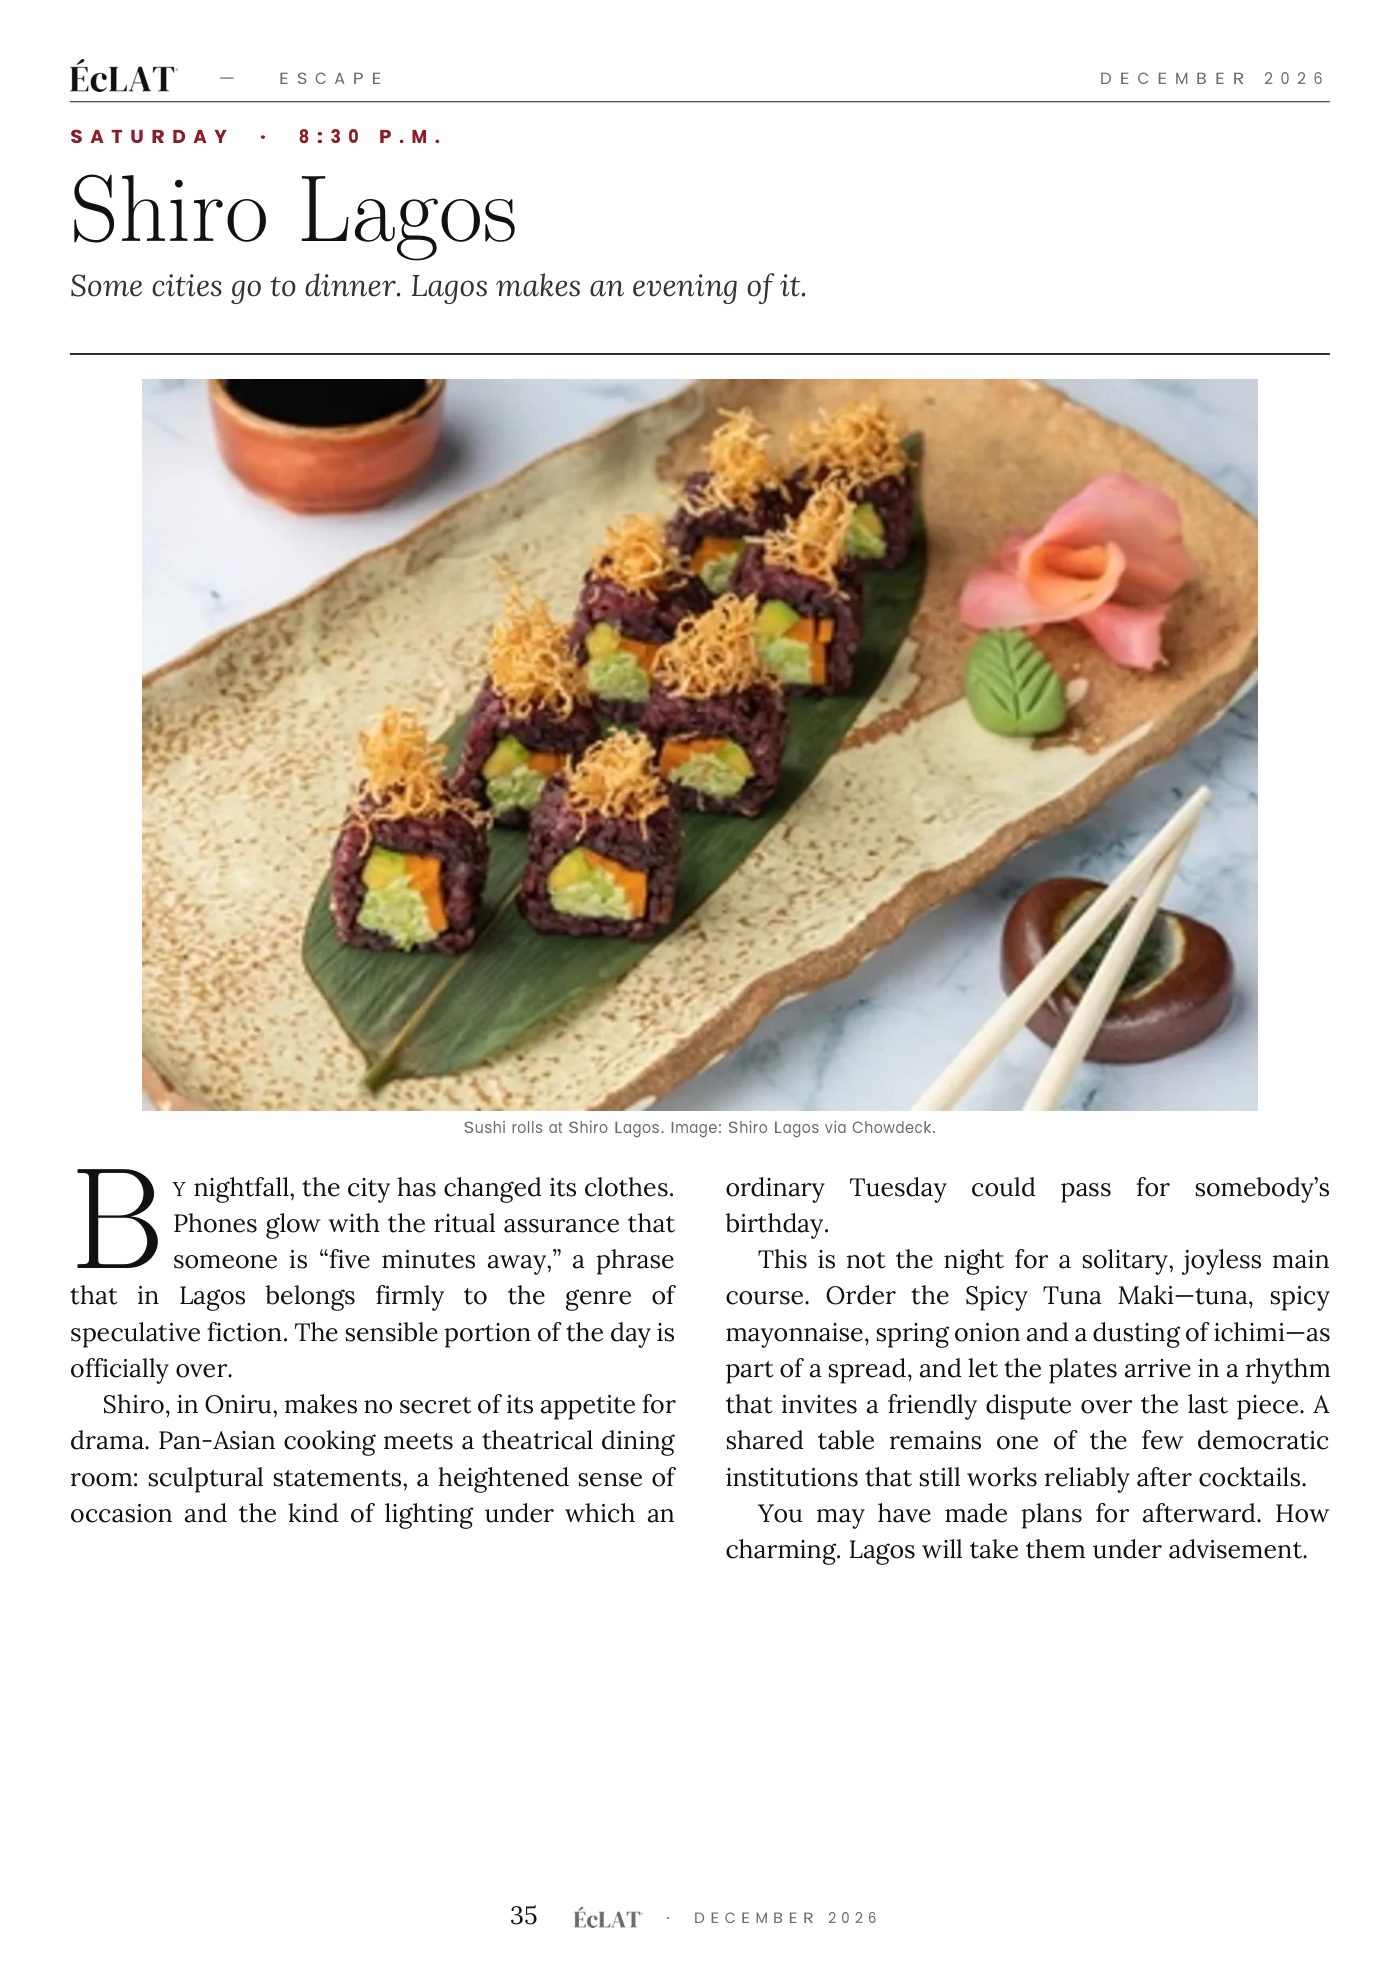 ÉcLAT — ESCAPE
DECEMBER 2026
SATURDAY · 8:30 P.M.
Shiro Lagos
Some cities go to dinner. Lagos makes an evening of it.
Sushi rolls at Shiro Lagos. Image: Shiro Lagos via Chowdeck.
BY nightfall, the city has changed its clothes.
Phones glow with the ritual assurance that
someone is “five minutes away,” a phrase
that in Lagos belongs firmly to the genre of
speculative fiction. The sensible portion of the day is
officially over.
Shiro, in Oniru, makes no secret of its appetite for
drama. Pan-Asian cooking meets a theatrical dining
room: sculptural statements, a heightened sense of
occasion and the kind of lighting under which an
ordinary Tuesday could pass for somebody’s
birthday.
This is not the night for a solitary, joyless main
course. Order the Spicy Tuna Maki—tuna, spicy
mayonnaise, spring onion and a dusting of ichimi—as
part of a spread, and let the plates arrive in a rhythm
that invites a friendly dispute over the last piece. A
shared table remains one of the few democratic
institutions that still works reliably after cocktails.
You may have made plans for afterward. How
charming. Lagos will take them under advisement.
35 ÉcLAT · DECEMBER 2026